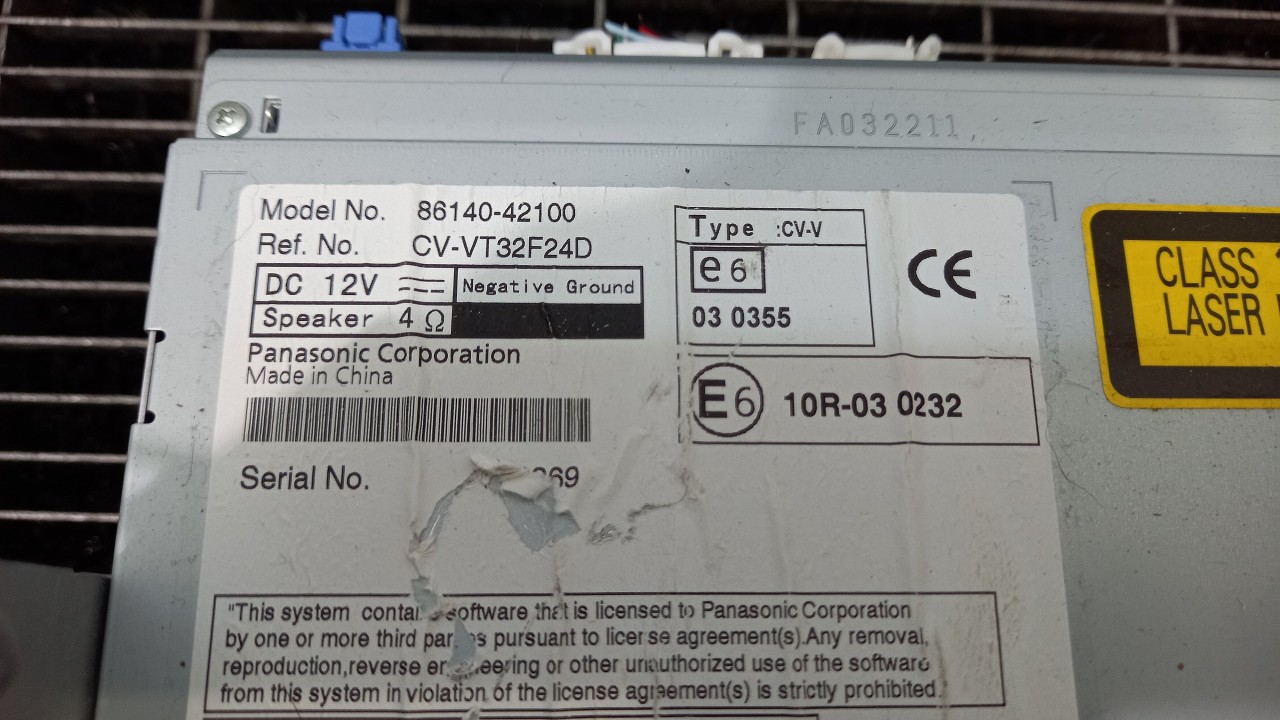 FA032211
Model No. 86140-42100
Ref. No. CV-VT32F24D
DC 12V Negative Ground
Speaker 4 Ω
Panasonic Corporation
Made in China
Serial No. 69
Type :CV-V
e6
03 0355
CE
E6 10R-03 0232
CLASS
LASER
"This system software that is licensed to Panasonic Corporation
by one or more third pursuant to license agreement(s).Any removal,
reproduction,reverse or other unauthorized use of the software
from this system in violation of the license agreement(s) is strictly prohibited.